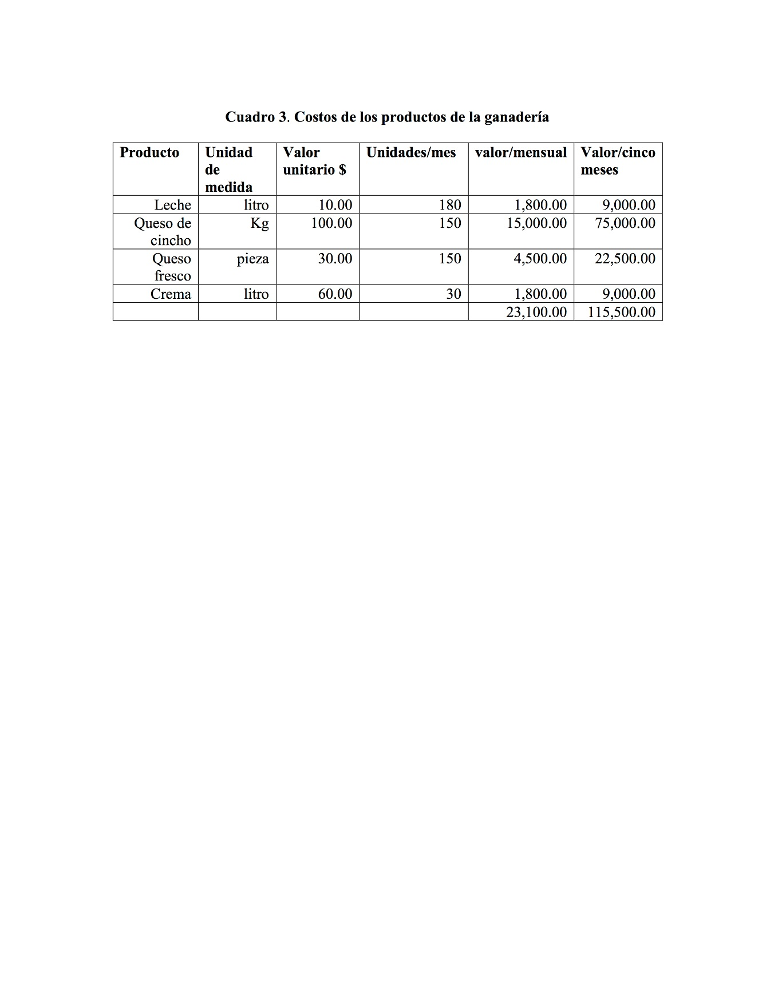 Cuadro 3. Costos de los productos de la ganadería
Producto Unidad de medida Valor unitario $ Unidades/mes valor/mensual Valor/cinco meses
Leche litro 10.00 180 1,800.00 9,000.00
Queso de cincho Kg 100.00 150 15,000.00 75,000.00
Queso fresco pieza 30.00 150 4,500.00 22,500.00
Crema litro 60.00 30 1,800.00 9,000.00
23,100.00 115,500.00